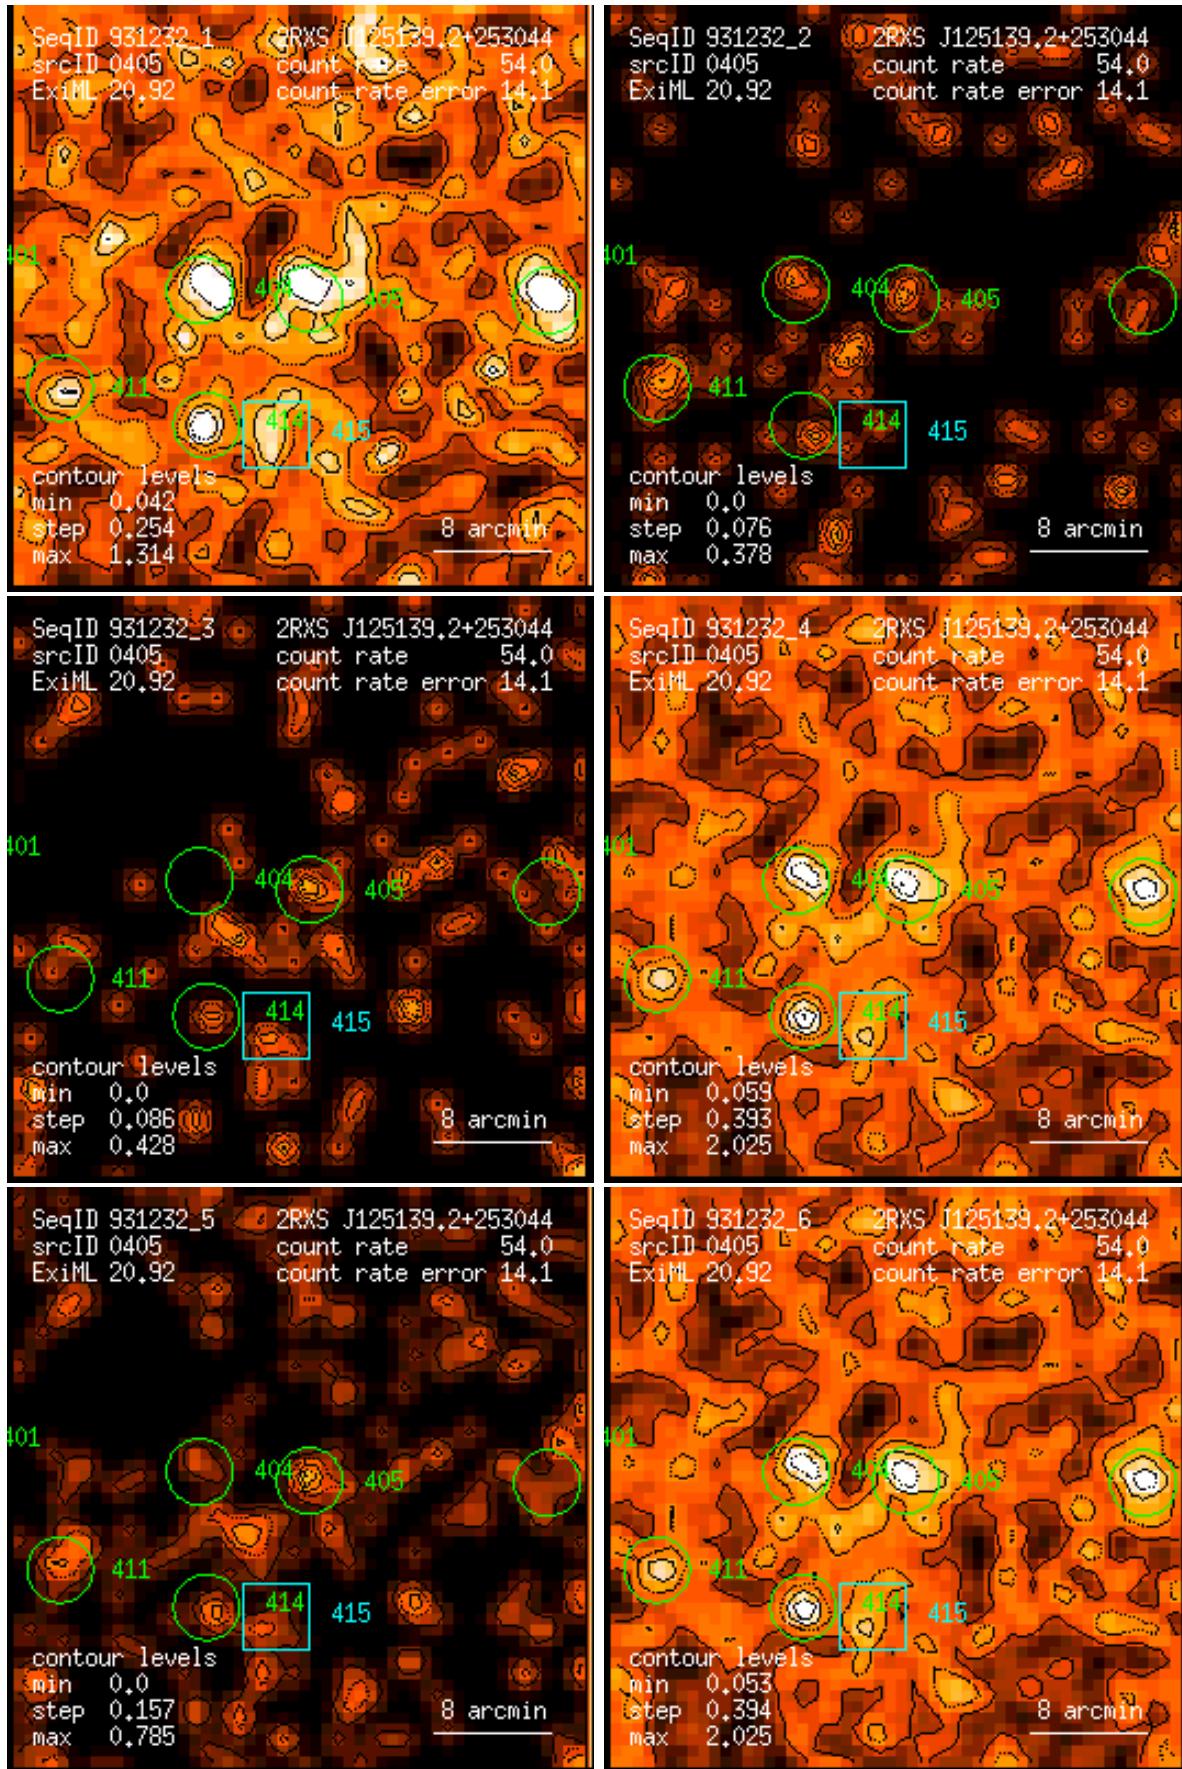 SeqID 931232_1 2RXS J125139.2+253044
srcID 0405 count rate 54.0
ExiML 20.92 count rate error 14.1
401
404 405
411
414 415
contour levels
min 0.042
step 0.254 8 arcmin
max 1.314
SeqID 931232_2 2RXS J125139.2+253044
srcID 0405 count rate 54.0
ExiML 20.92 count rate error 14.1
401
404 405
411
414 415
contour levels
min 0.0
step 0.076 8 arcmin
max 0.378
SeqID 931232_3 2RXS J125139.2+253044
srcID 0405 count rate 54.0
ExiML 20.92 count rate error 14.1
401
404 405
411
414 415
contour levels
min 0.0
step 0.086 8 arcmin
max 0.428
SeqID 931232_4 2RXS J125139.2+253044
srcID 0405 count rate 54.0
ExiML 20.92 count rate error 14.1
401
404 405
411
414 415
contour levels
min 0.059
step 0.393 8 arcmin
max 2.025
SeqID 931232_5 2RXS J125139.2+253044
srcID 0405 count rate 54.0
ExiML 20.92 count rate error 14.1
401
404 405
411
414 415
contour levels
min 0.0
step 0.157 8 arcmin
max 0.785
SeqID 931232_6 2RXS J125139.2+253044
srcID 0405 count rate 54.0
ExiML 20.92 count rate error 14.1
401
404 405
411
414 415
contour levels
min 0.053
step 0.394 8 arcmin
max 2.025